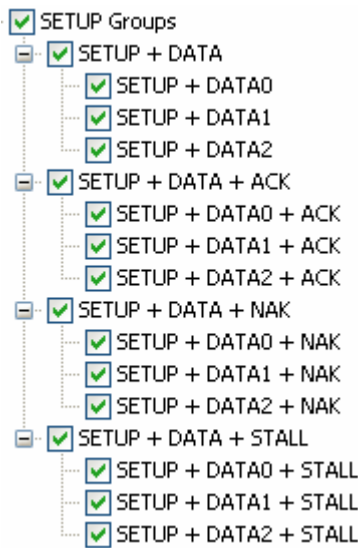 SETUP Groups
SETUP + DATA
SETUP + DATA0
SETUP + DATA1
SETUP + DATA2
SETUP + DATA + ACK
SETUP + DATA0 + ACK
SETUP + DATA1 + ACK
SETUP + DATA2 + ACK
SETUP + DATA + NAK
SETUP + DATA0 + NAK
SETUP + DATA1 + NAK
SETUP + DATA2 + NAK
SETUP + DATA + STALL
SETUP + DATA0 + STALL
SETUP + DATA1 + STALL
SETUP + DATA2 + STALL